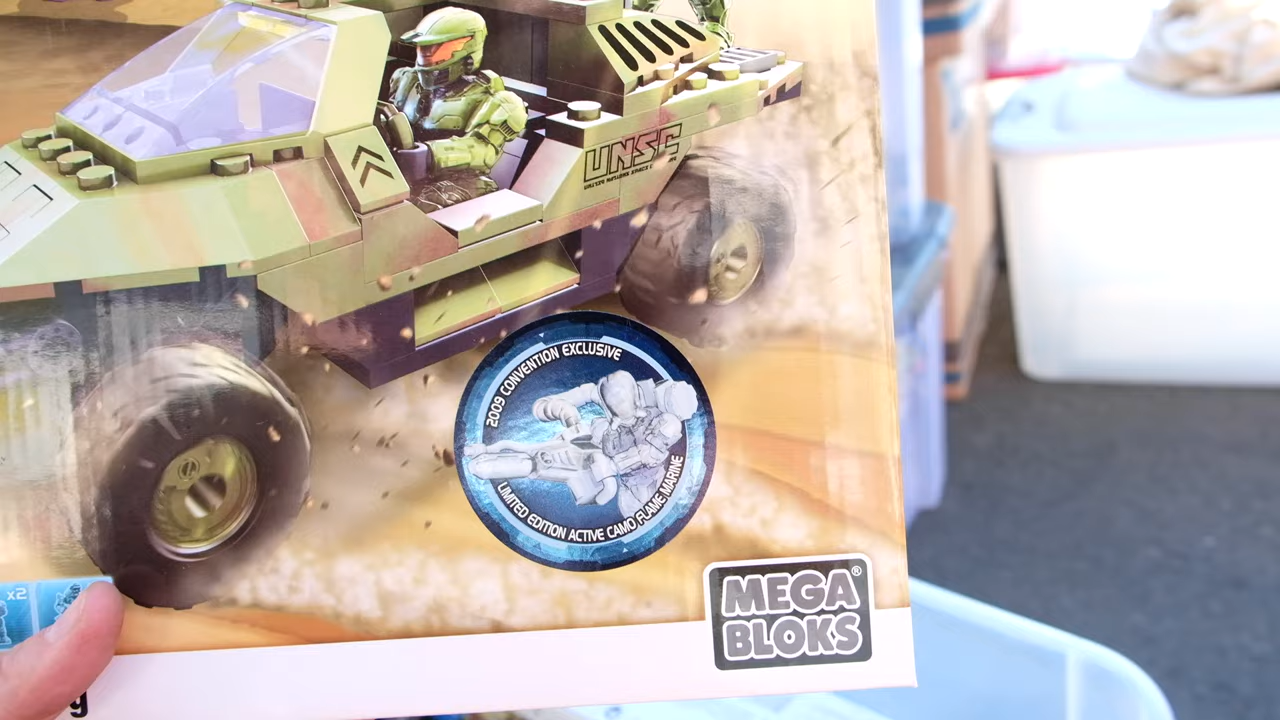 UNSC
2009 CONVENTION EXCLUSIVE
LIMITED EDITION ACTIVE CAMO FLAME MARINE
x2
MEGA
BLOKS®
g